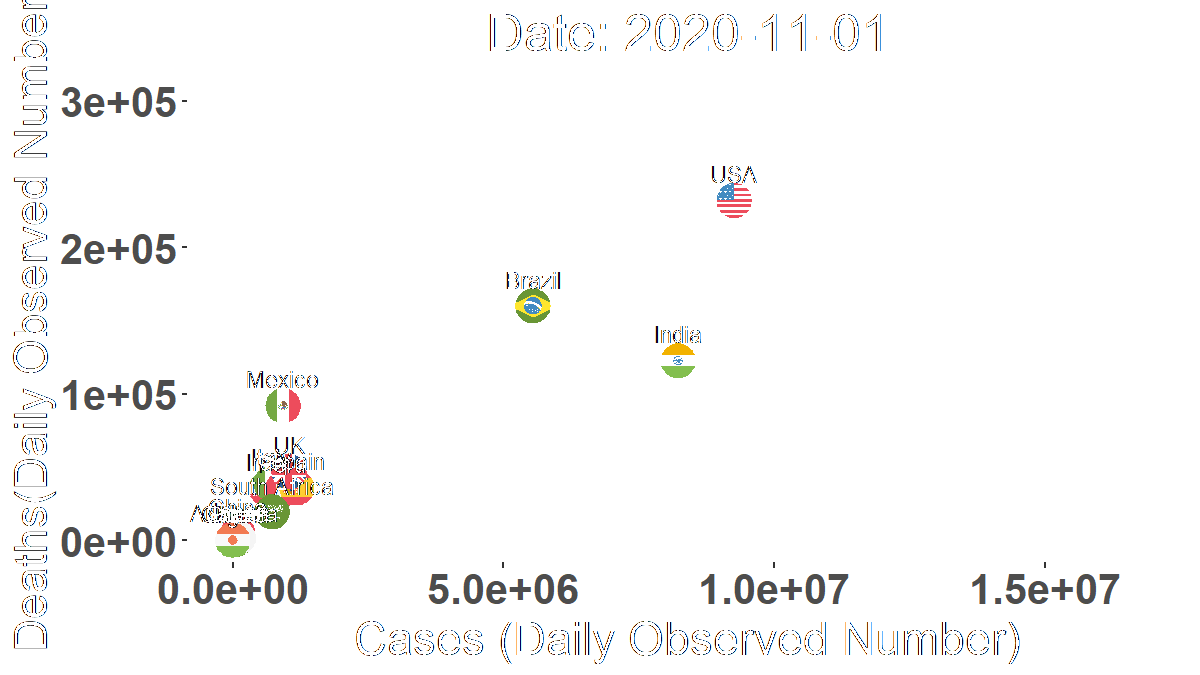 Date: 2020-11-01
Deaths(Daily Observed Number
3e+05
2e+05
1e+05
0e+00
USA
Brazil
India
Mexico
UK
South Africa
0.0e+00
5.0e+06
1.0e+07
1.5e+07
Cases (Daily Observed Number)